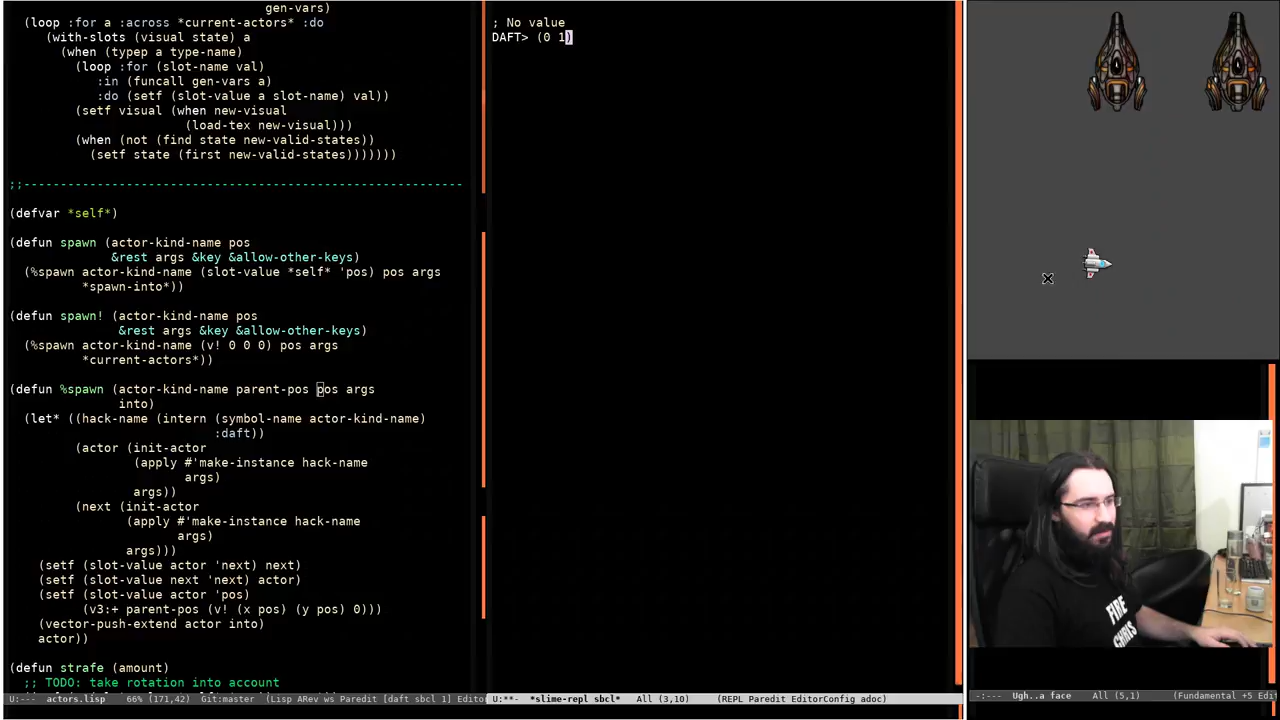 gen-vars)
(loop :for a :across *current-actors* :do
(with-slots (visual state) a
(when (typep a type-name)
(loop :for (slot-name val)
:in (funcall gen-vars a)
:do (setf (slot-value a slot-name) val))
(setf visual (when new-visual
(load-tex new-visual)))
(when (not (find state new-valid-states))
(setf state (first new-valid-states)))))))
;;------------------------------------------------------------
(defvar *self*)
(defun spawn (actor-kind-name pos
&rest args &key &allow-other-keys)
(%spawn actor-kind-name (slot-value *self* 'pos) pos args
*spawn-into*))
(defun spawn! (actor-kind-name pos
&rest args &key &allow-other-keys)
(%spawn actor-kind-name (v! 0 0 0) pos args
*current-actors*))
(defun %spawn (actor-kind-name parent-pos pos args
into)
(let* ((hack-name (intern (symbol-name actor-kind-name)
:daft))
(actor (init-actor
(apply #'make-instance hack-name
args)
args))
(next (init-actor
(apply #'make-instance hack-name
args)
args)))
(setf (slot-value actor 'next) next)
(setf (slot-value next 'next) actor)
(setf (slot-value actor 'pos)
(v3:+ parent-pos (v! (x pos) (y pos) 0)))
(vector-push-extend actor into)
actor))
(defun strafe (amount)
;; TODO: take rotation into account
U:--- actors.lisp 66% (171,42) Git:master (Lisp ARev ws Paredit [daft sbcl 1] Editor
; No value
DAFT> (0 1)
U:**- *slime-repl sbcl* All (3,10) (REPL Paredit EditorConfig adoc)
FIRE
CHRIS
-:--- Ugh..a face All (5,1) (Fundamental +5 Edit